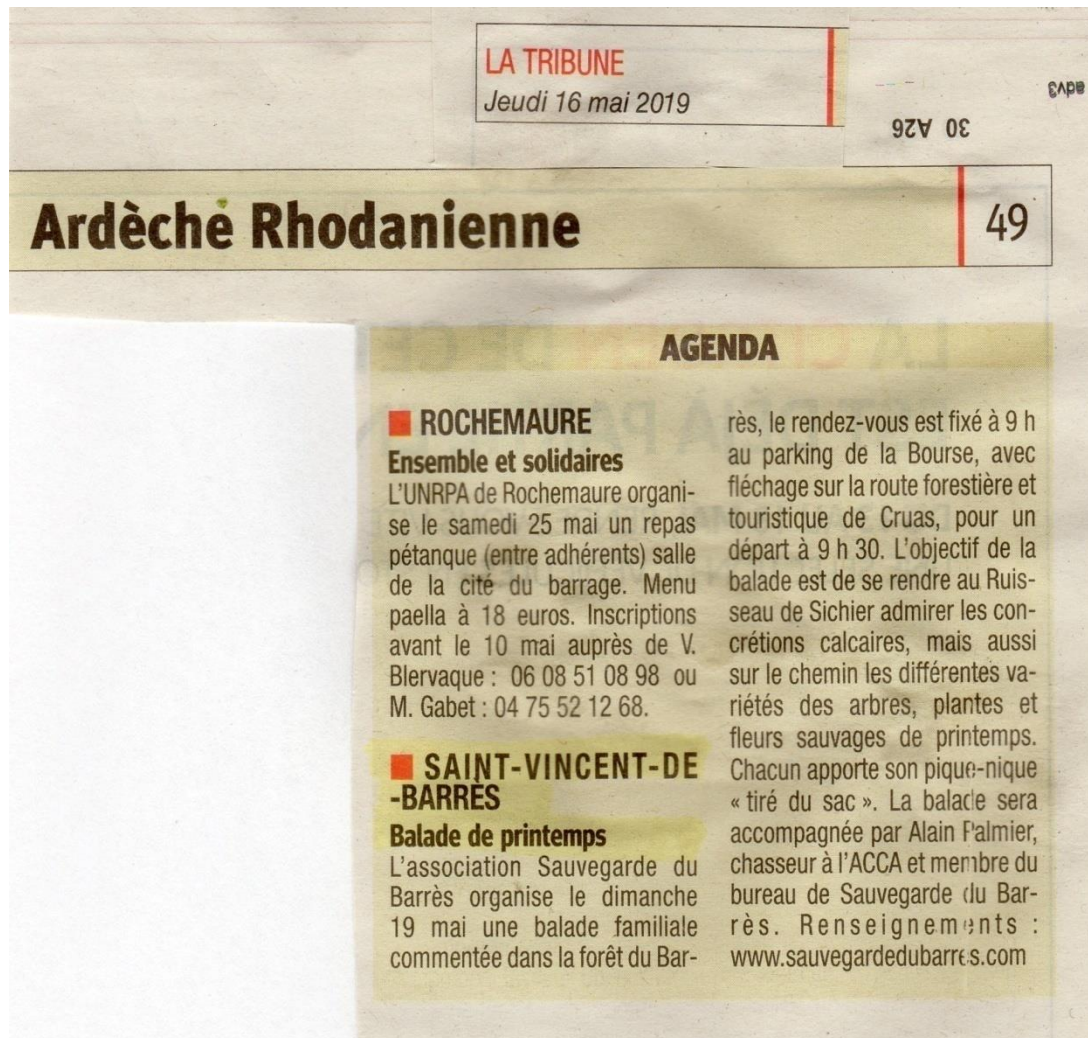 LA TRIBUNE
Jeudi 16 mai 2019
adv3
30 A26
Ardèche Rhodanienne
49
AGENDA
■ ROCHEMAURE
Ensemble et solidaires
L'UNRPA de Rochemaure organi-
se le samedi 25 mai un repas
pétanque (entre adhérents) salle
de la cité du barrage. Menu
paella à 18 euros. Inscriptions
avant le 10 mai auprès de V.
Blervaque : 06 08 51 08 98 ou
M. Gabet : 04 75 52 12 68.
■ SAINT-VINCENT-DE
-BARRÈS
Balade de printemps
L'association Sauvegarde du
Barrès organise le dimanche
19 mai une balade familiale
commentée dans la forêt du Bar-
rès, le rendez-vous est fixé à 9 h
au parking de la Bourse, avec
fléchage sur la route forestière et
touristique de Cruas, pour un
départ à 9 h 30. L'objectif de la
balade est de se rendre au Ruis-
seau de Sichier admirer les con-
crétions calcaires, mais aussi
sur le chemin les différentes va-
riétés des arbres, plantes et
fleurs sauvages de printemps.
Chacun apporte son pique-nique
« tiré du sac ». La balade sera
accompagnée par Alain Palmier,
chasseur à l'ACCA et membre du
bureau de Sauvegarde du Bar-
rès. Renseignements :
www.sauvegardedubarres.com